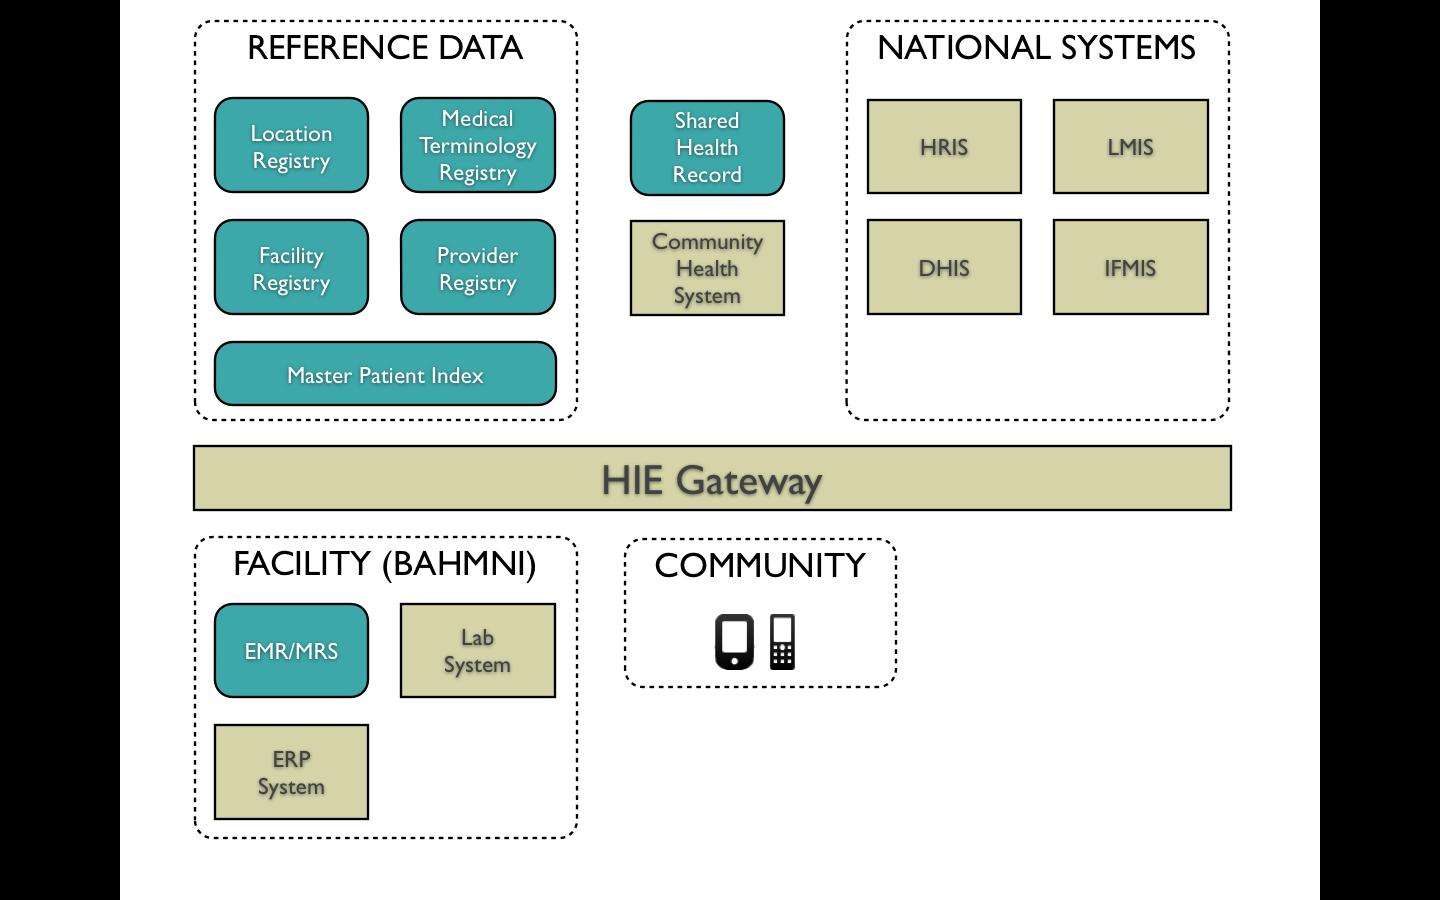 REFERENCE DATA
Location
Registry
Medical
Terminology
Registry
Facility
Registry
Provider
Registry
Master Patient Index
Shared
Health
Record
Community
Health
System
NATIONAL SYSTEMS
HRIS
LMIS
DHIS
IFMIS
HIE Gateway
FACILITY (BAHMNI)
EMR/MRS
Lab
System
ERP
System
COMMUNITY